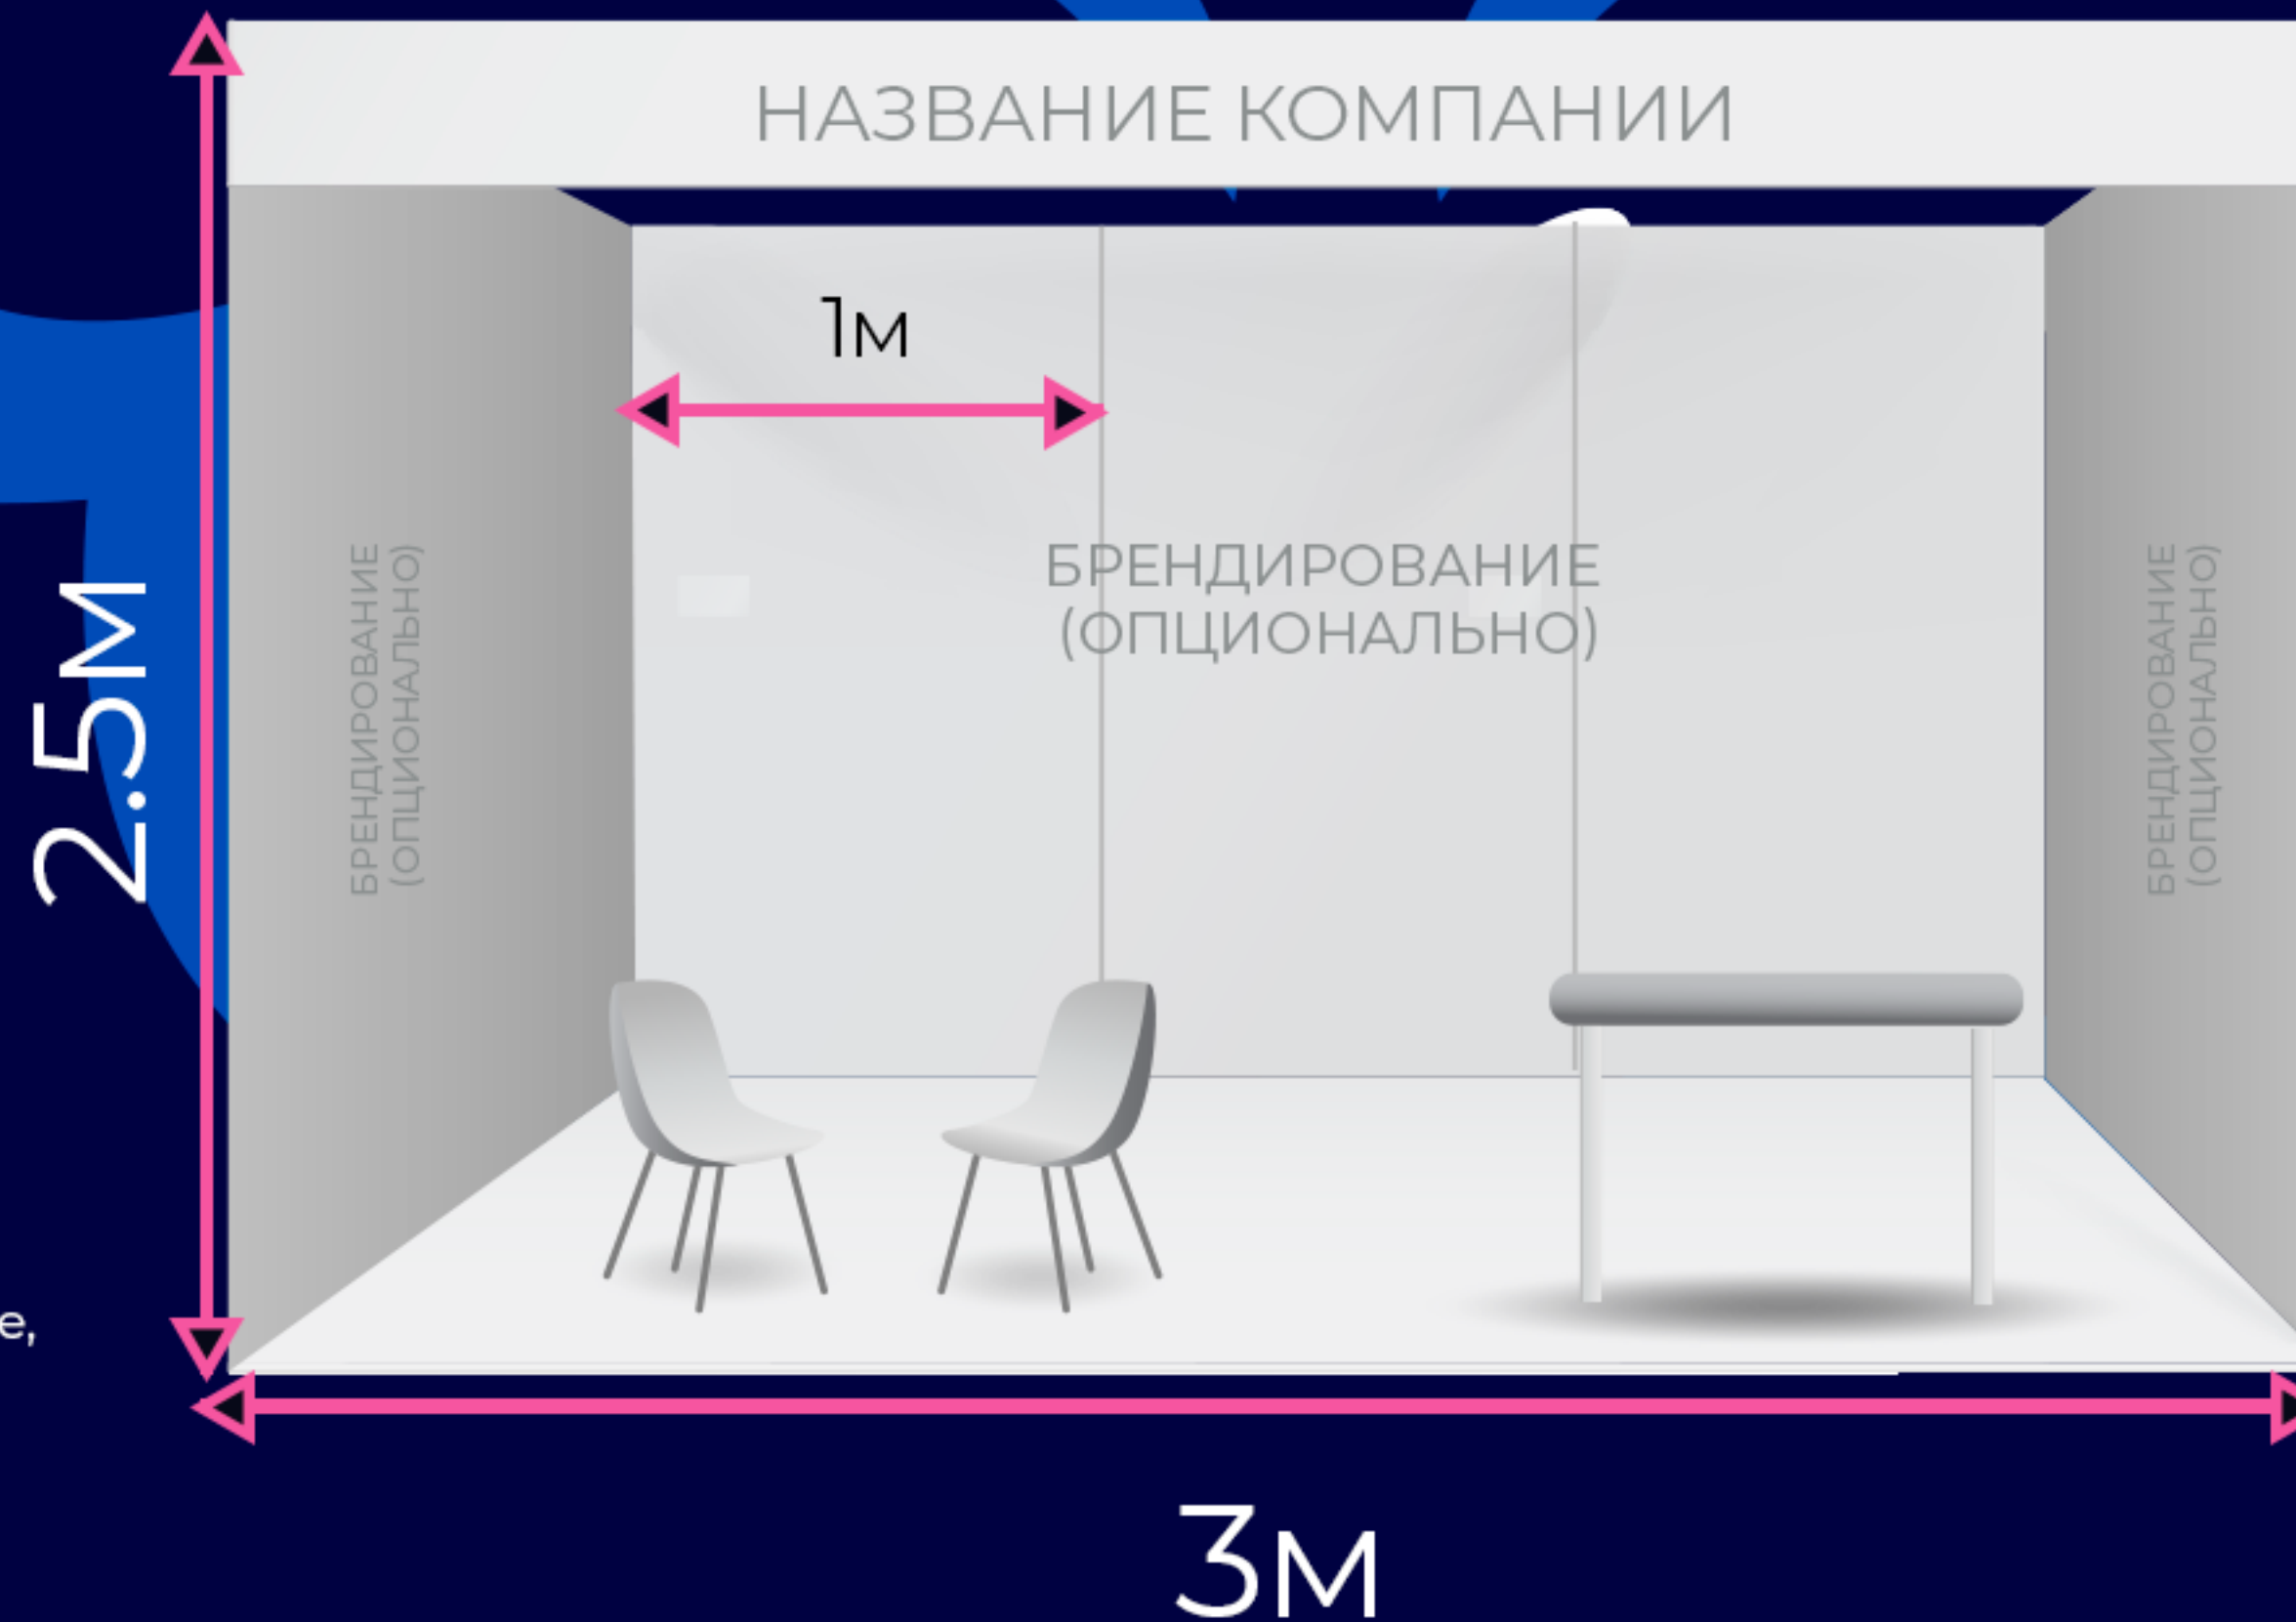 НАЗВАНИЕ КОМПАНИИ
1м
БРЕНДИРОВАНИЕ
(ОПЦИОНАЛЬНО)
БРЕНДИРОВАНИЕ
(ОПЦИОНАЛЬНО)
БРЕНДИРОВАНИЕ
(ОПЦИОНАЛЬНО)
2.5м
е,
3м